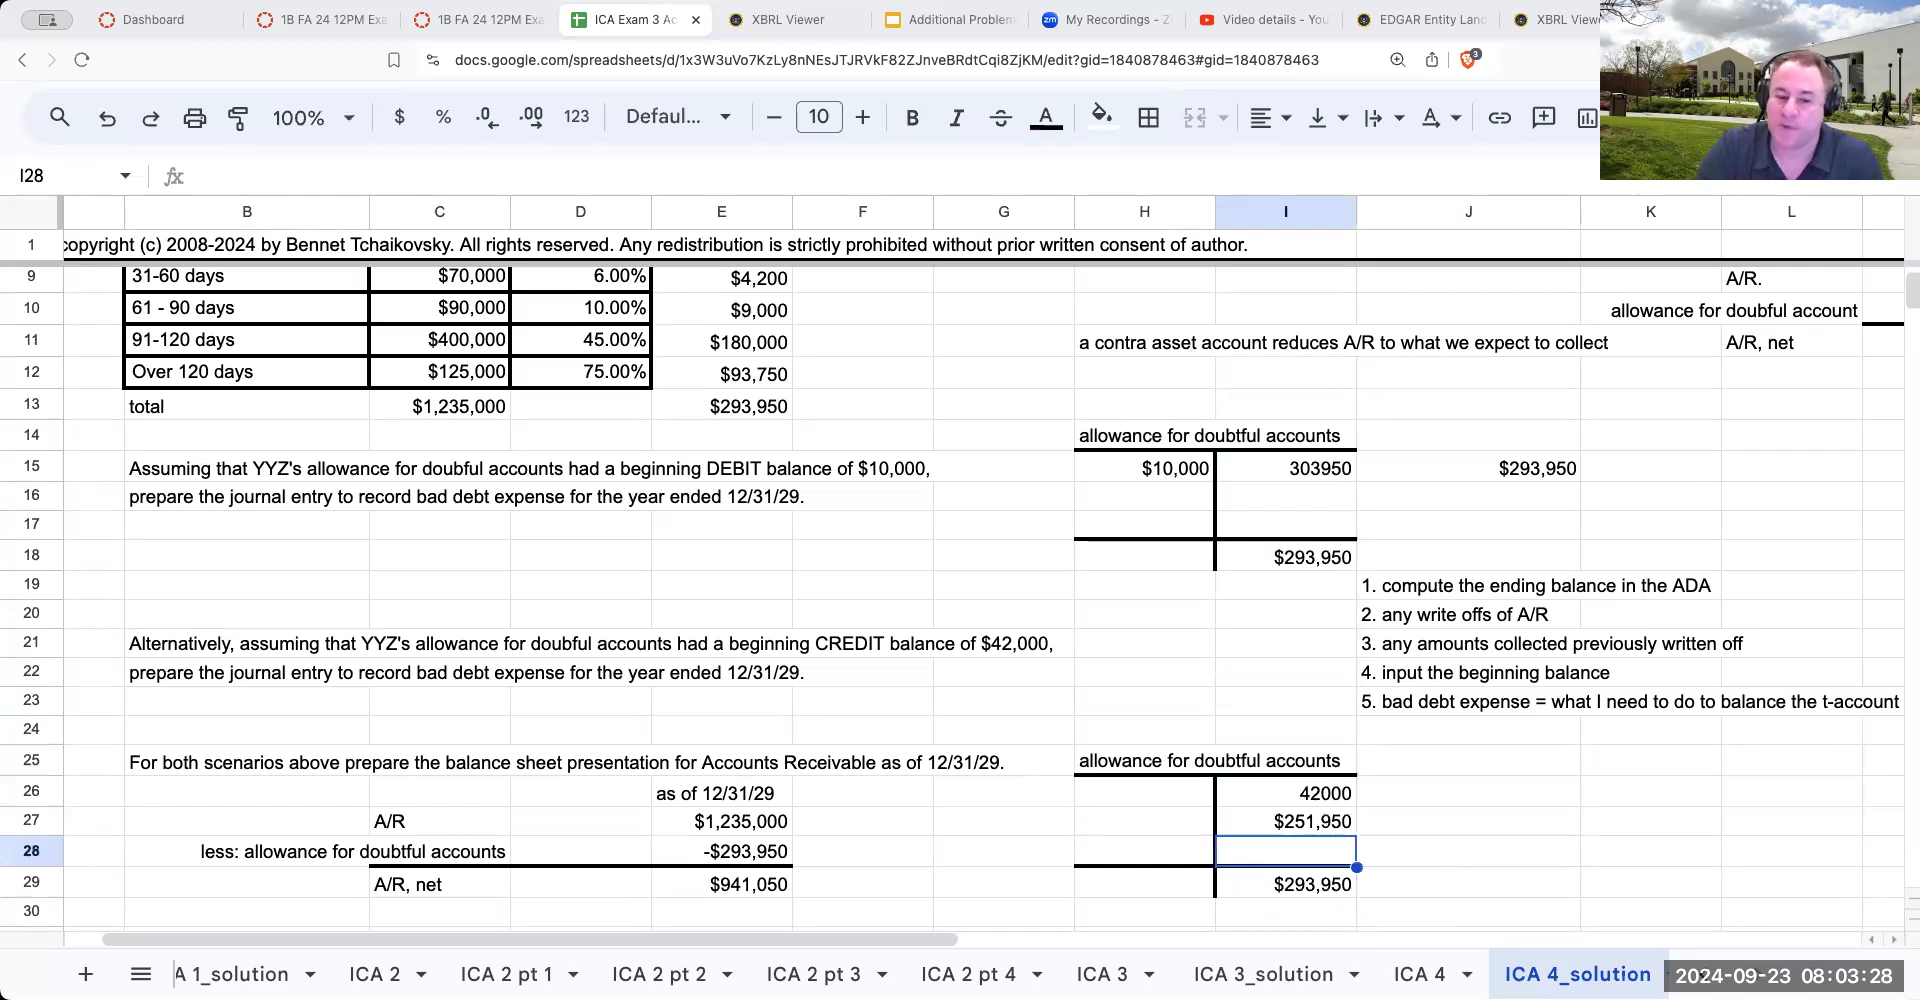 Dashboard
1B FA 24 12PM Exa
1B FA 24 12PM Exa
ICA Exam 3 Ac
XBRL Viewer
Additional Problem
My Recordings - Z
Video details - You
EDGAR Entity Land
XBRL View
docs.google.com/spreadsheets/d/1x3W3uVo7KzLy8nNEsJTJRVkF82ZJnveBRdtCqi8ZjKM/edit?gid=1840878463#gid=1840878463
3
100% $ % .0 .00 123 Defaul... 10 B I A A
I28 fx
B C D E F G H I J K L
1 copyright (c) 2008-2024 by Bennet Tchaikovsky. All rights reserved. Any redistribution is strictly prohibited without prior written consent of author.
9 31-60 days $70,000 6.00% $4,200 A/R.
10 61 - 90 days $90,000 10.00% $9,000 allowance for doubful account
11 91-120 days $400,000 45.00% $180,000 a contra asset account reduces A/R to what we expect to collect A/R, net
12 Over 120 days $125,000 75.00% $93,750
13 total $1,235,000 $293,950
14 allowance for doubtful accounts
15 Assuming that YYZ's allowance for doubful accounts had a beginning DEBIT balance of $10,000, $10,000 303950 $293,950
16 prepare the journal entry to record bad debt expense for the year ended 12/31/29.
17
18 $293,950
19 1. compute the ending balance in the ADA
20 2. any write offs of A/R
21 Alternatively, assuming that YYZ's allowance for doubful accounts had a beginning CREDIT balance of $42,000, 3. any amounts collected previously written off
22 prepare the journal entry to record bad debt expense for the year ended 12/31/29. 4. input the beginning balance
23 5. bad debt expense = what I need to do to balance the t-account
24
25 For both scenarios above prepare the balance sheet presentation for Accounts Receivable as of 12/31/29. allowance for doubtful accounts
26 as of 12/31/29 42000
27 A/R $1,235,000 $251,950
28 less: allowance for doubtful accounts -$293,950
29 A/R, net $941,050 $293,950
30
A 1_solution ICA 2 ICA 2 pt 1 ICA 2 pt 2 ICA 2 pt 3 ICA 2 pt 4 ICA 3 ICA 3_solution ICA 4 ICA 4_solution
2024-09-23 08:03:28